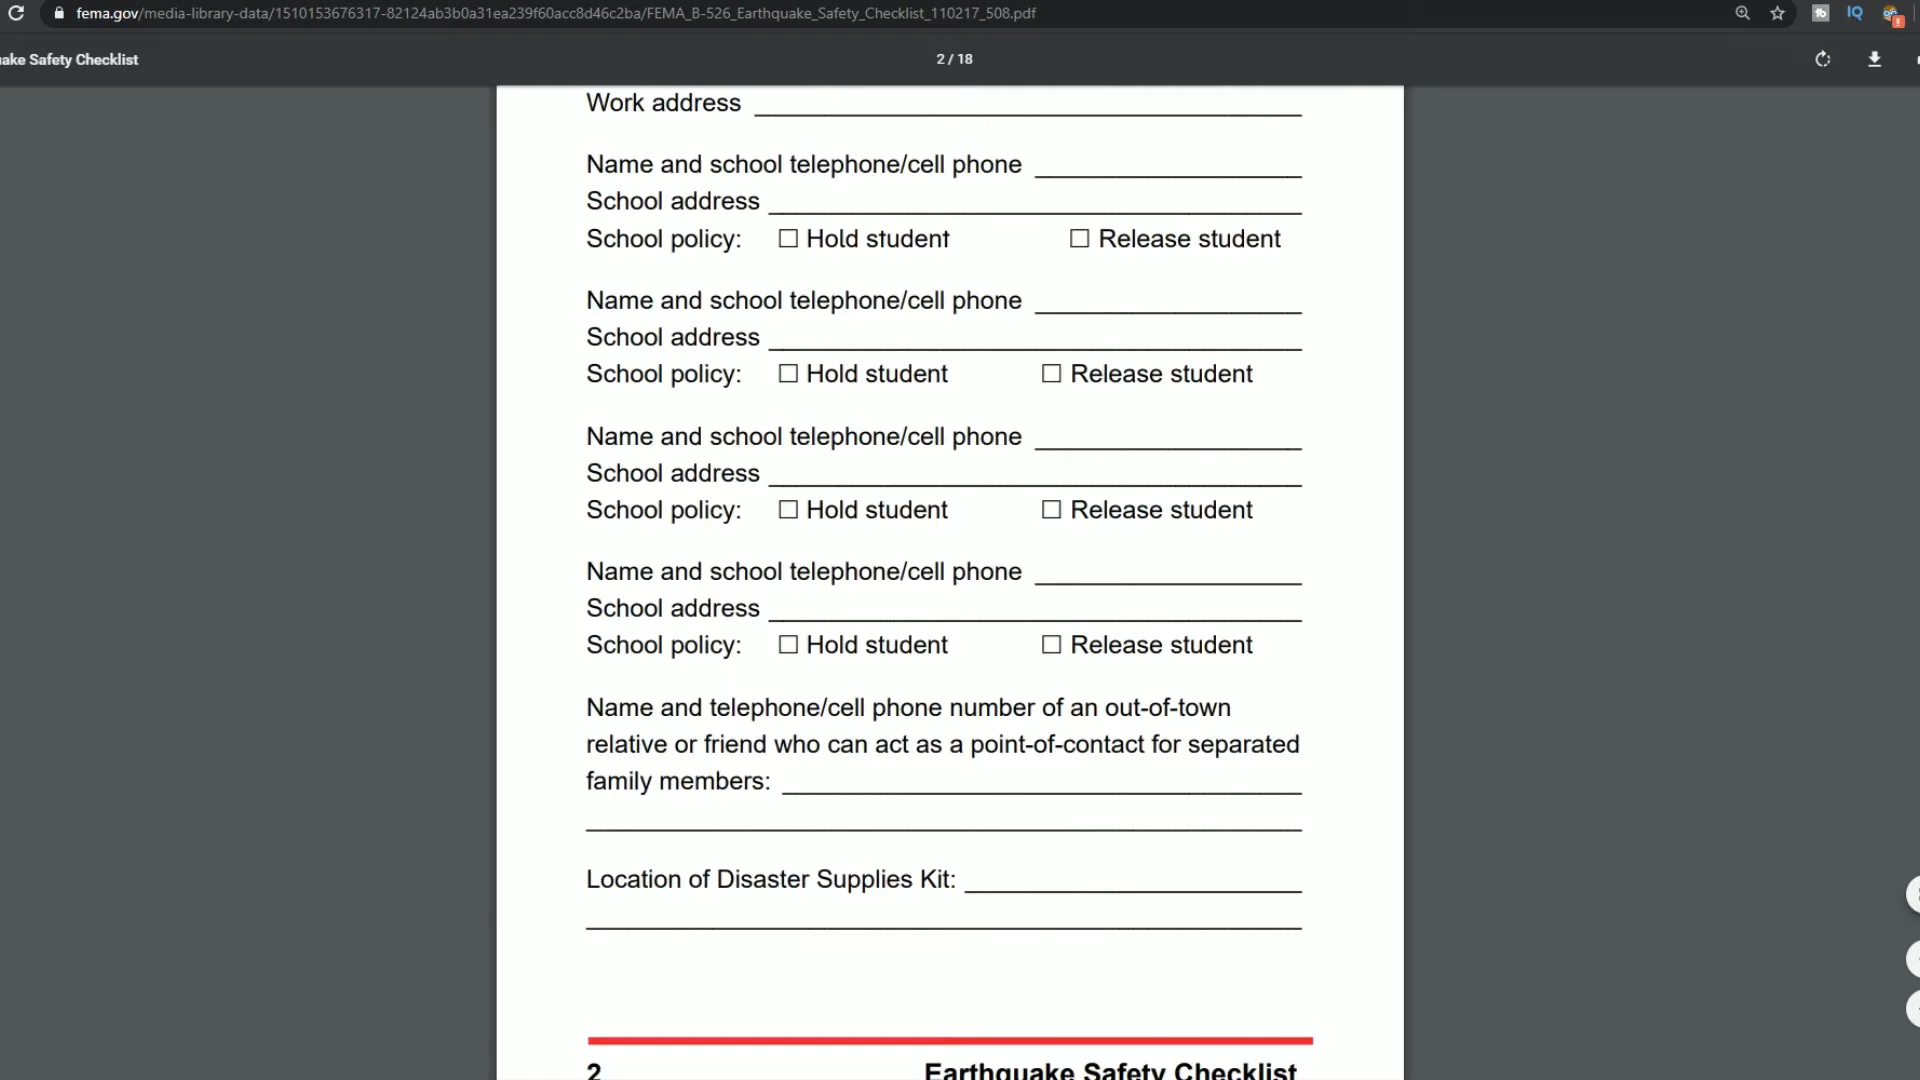 fema.gov/media-library-data/1510153676317-82124ab3b0a31ea239f60acc8d46c2ba/FEMA_B-526_Earthquake_Safety_Checklist_110217_508.pdf
IQ
ake Safety Checklist
2 / 18
Work address
Name and school telephone/cell phone
School address
School policy: ☐ Hold student ☐ Release student
Name and school telephone/cell phone
School address
School policy: ☐ Hold student ☐ Release student
Name and school telephone/cell phone
School address
School policy: ☐ Hold student ☐ Release student
Name and school telephone/cell phone
School address
School policy: ☐ Hold student ☐ Release student
Name and telephone/cell phone number of an out-of-town
relative or friend who can act as a point-of-contact for separated
family members:
Location of Disaster Supplies Kit:
2 Earthquake Safety Checklist